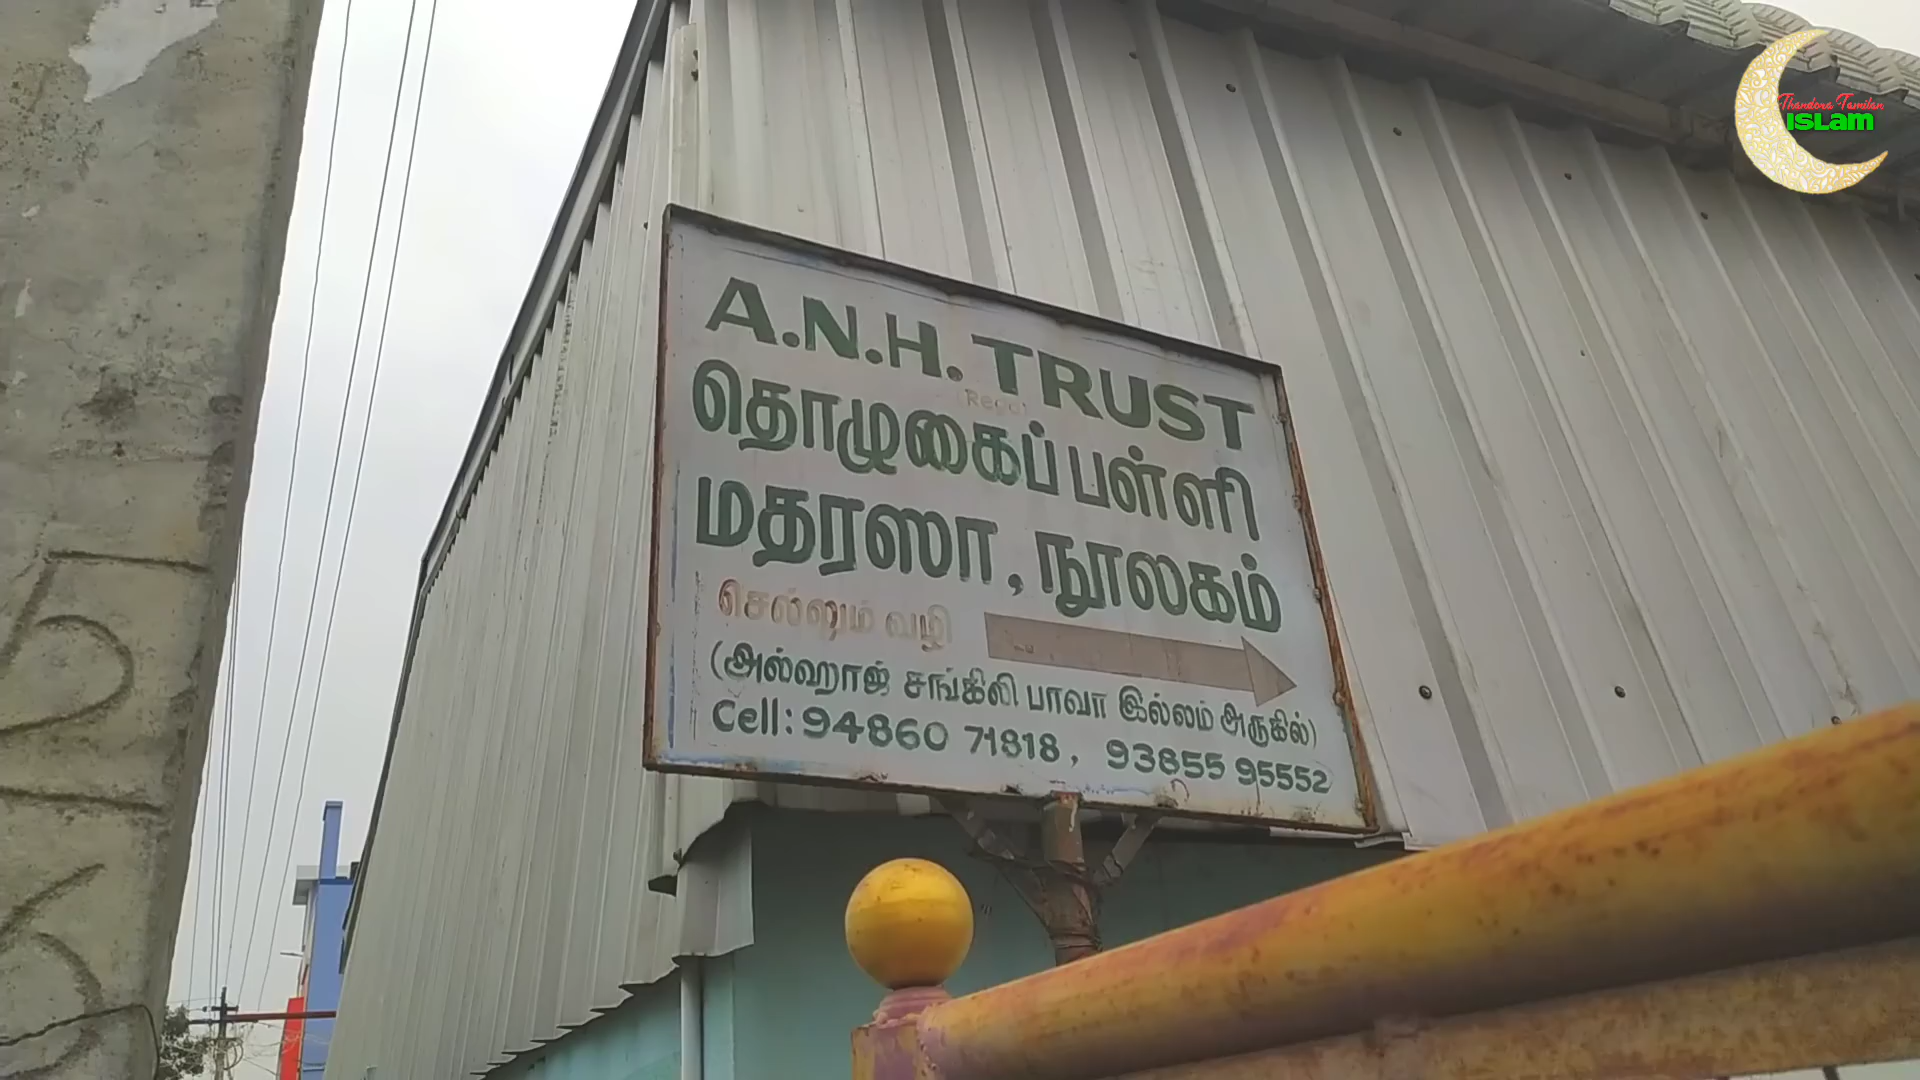 Thandora Tamilan
ISLAM
A.N.H. TRUST
(Regd)
தொழுகைப் பள்ளி
மதரஸா, நூலகம்
செல்லும் வழி
(அல்ஹாஜ் சங்கிலி பாவா இல்லம் அருகில்)
Cell: 94860 71818, 93855 95552
5